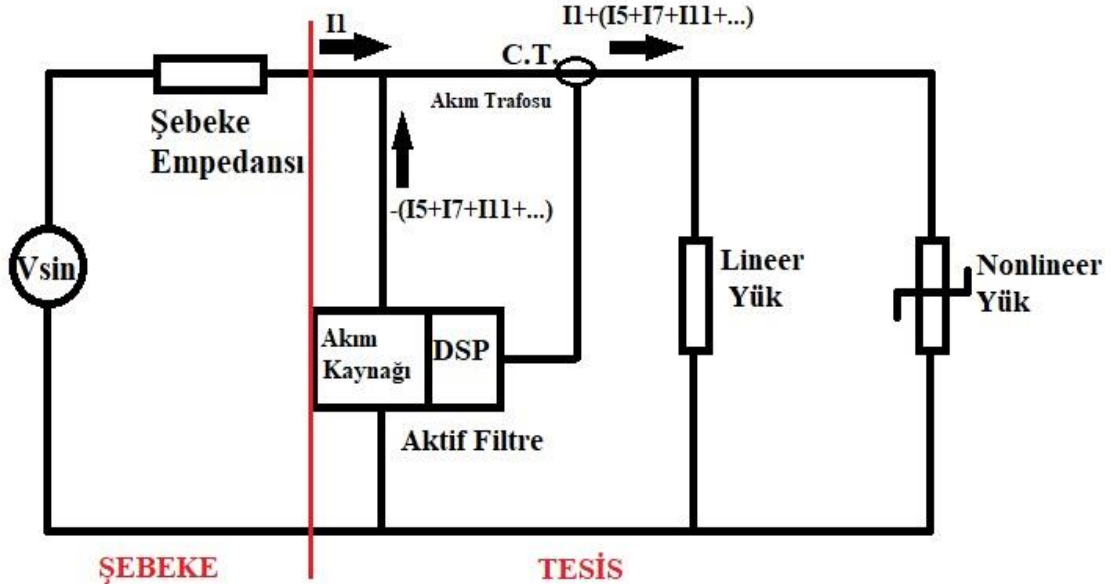 I1
I1+(I5+I7+I11+...)
C.T.
Akım Trafosu
Şebeke
Empedansı
-(I5+I7+I11+...)
Vsin
Lineer
Yük
Nonlineer
Yük
Akım
Kaynağı
DSP
Aktif Filtre
ŞEBEKE
TESİS